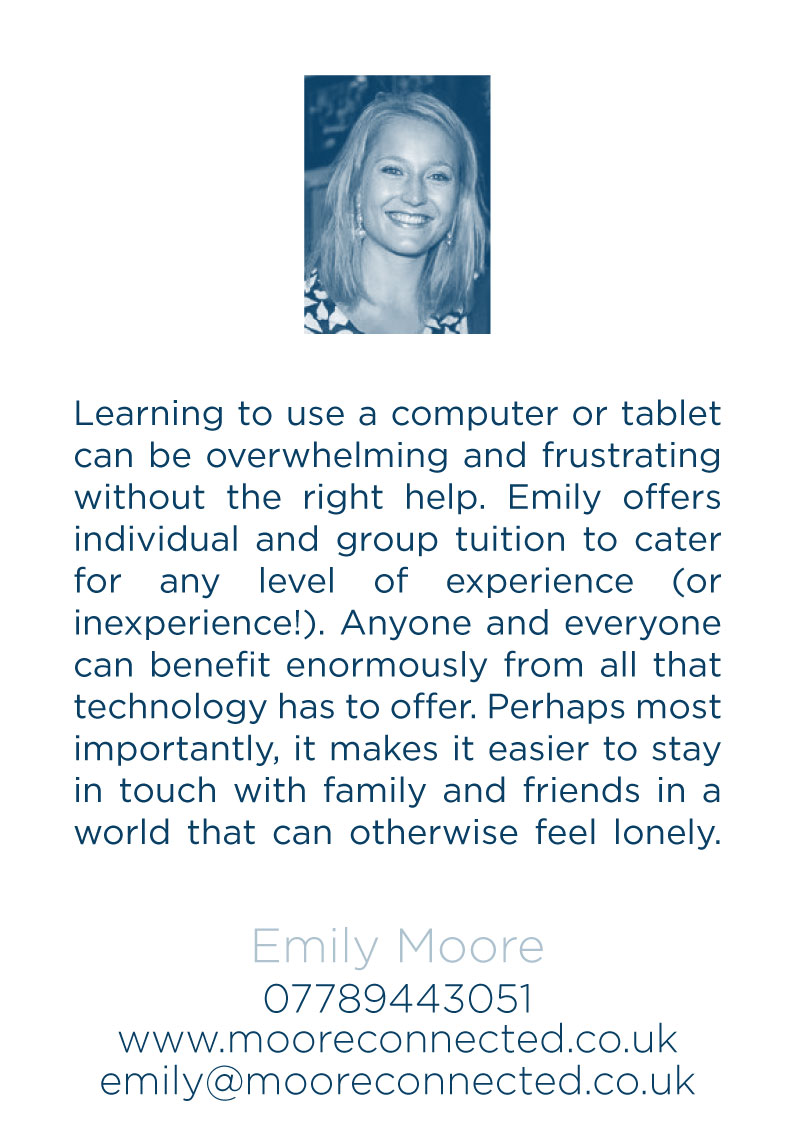 Learning to use a computer or tablet
can be overwhelming and frustrating
without the right help. Emily offers
individual and group tuition to cater
for any level of experience (or
inexperience!). Anyone and everyone
can benefit enormously from all that
technology has to offer. Perhaps most
importantly, it makes it easier to stay
in touch with family and friends in a
world that can otherwise feel lonely.
Emily Moore
07789443051
www.mooreconnected.co.uk
emily@mooreconnected.co.uk